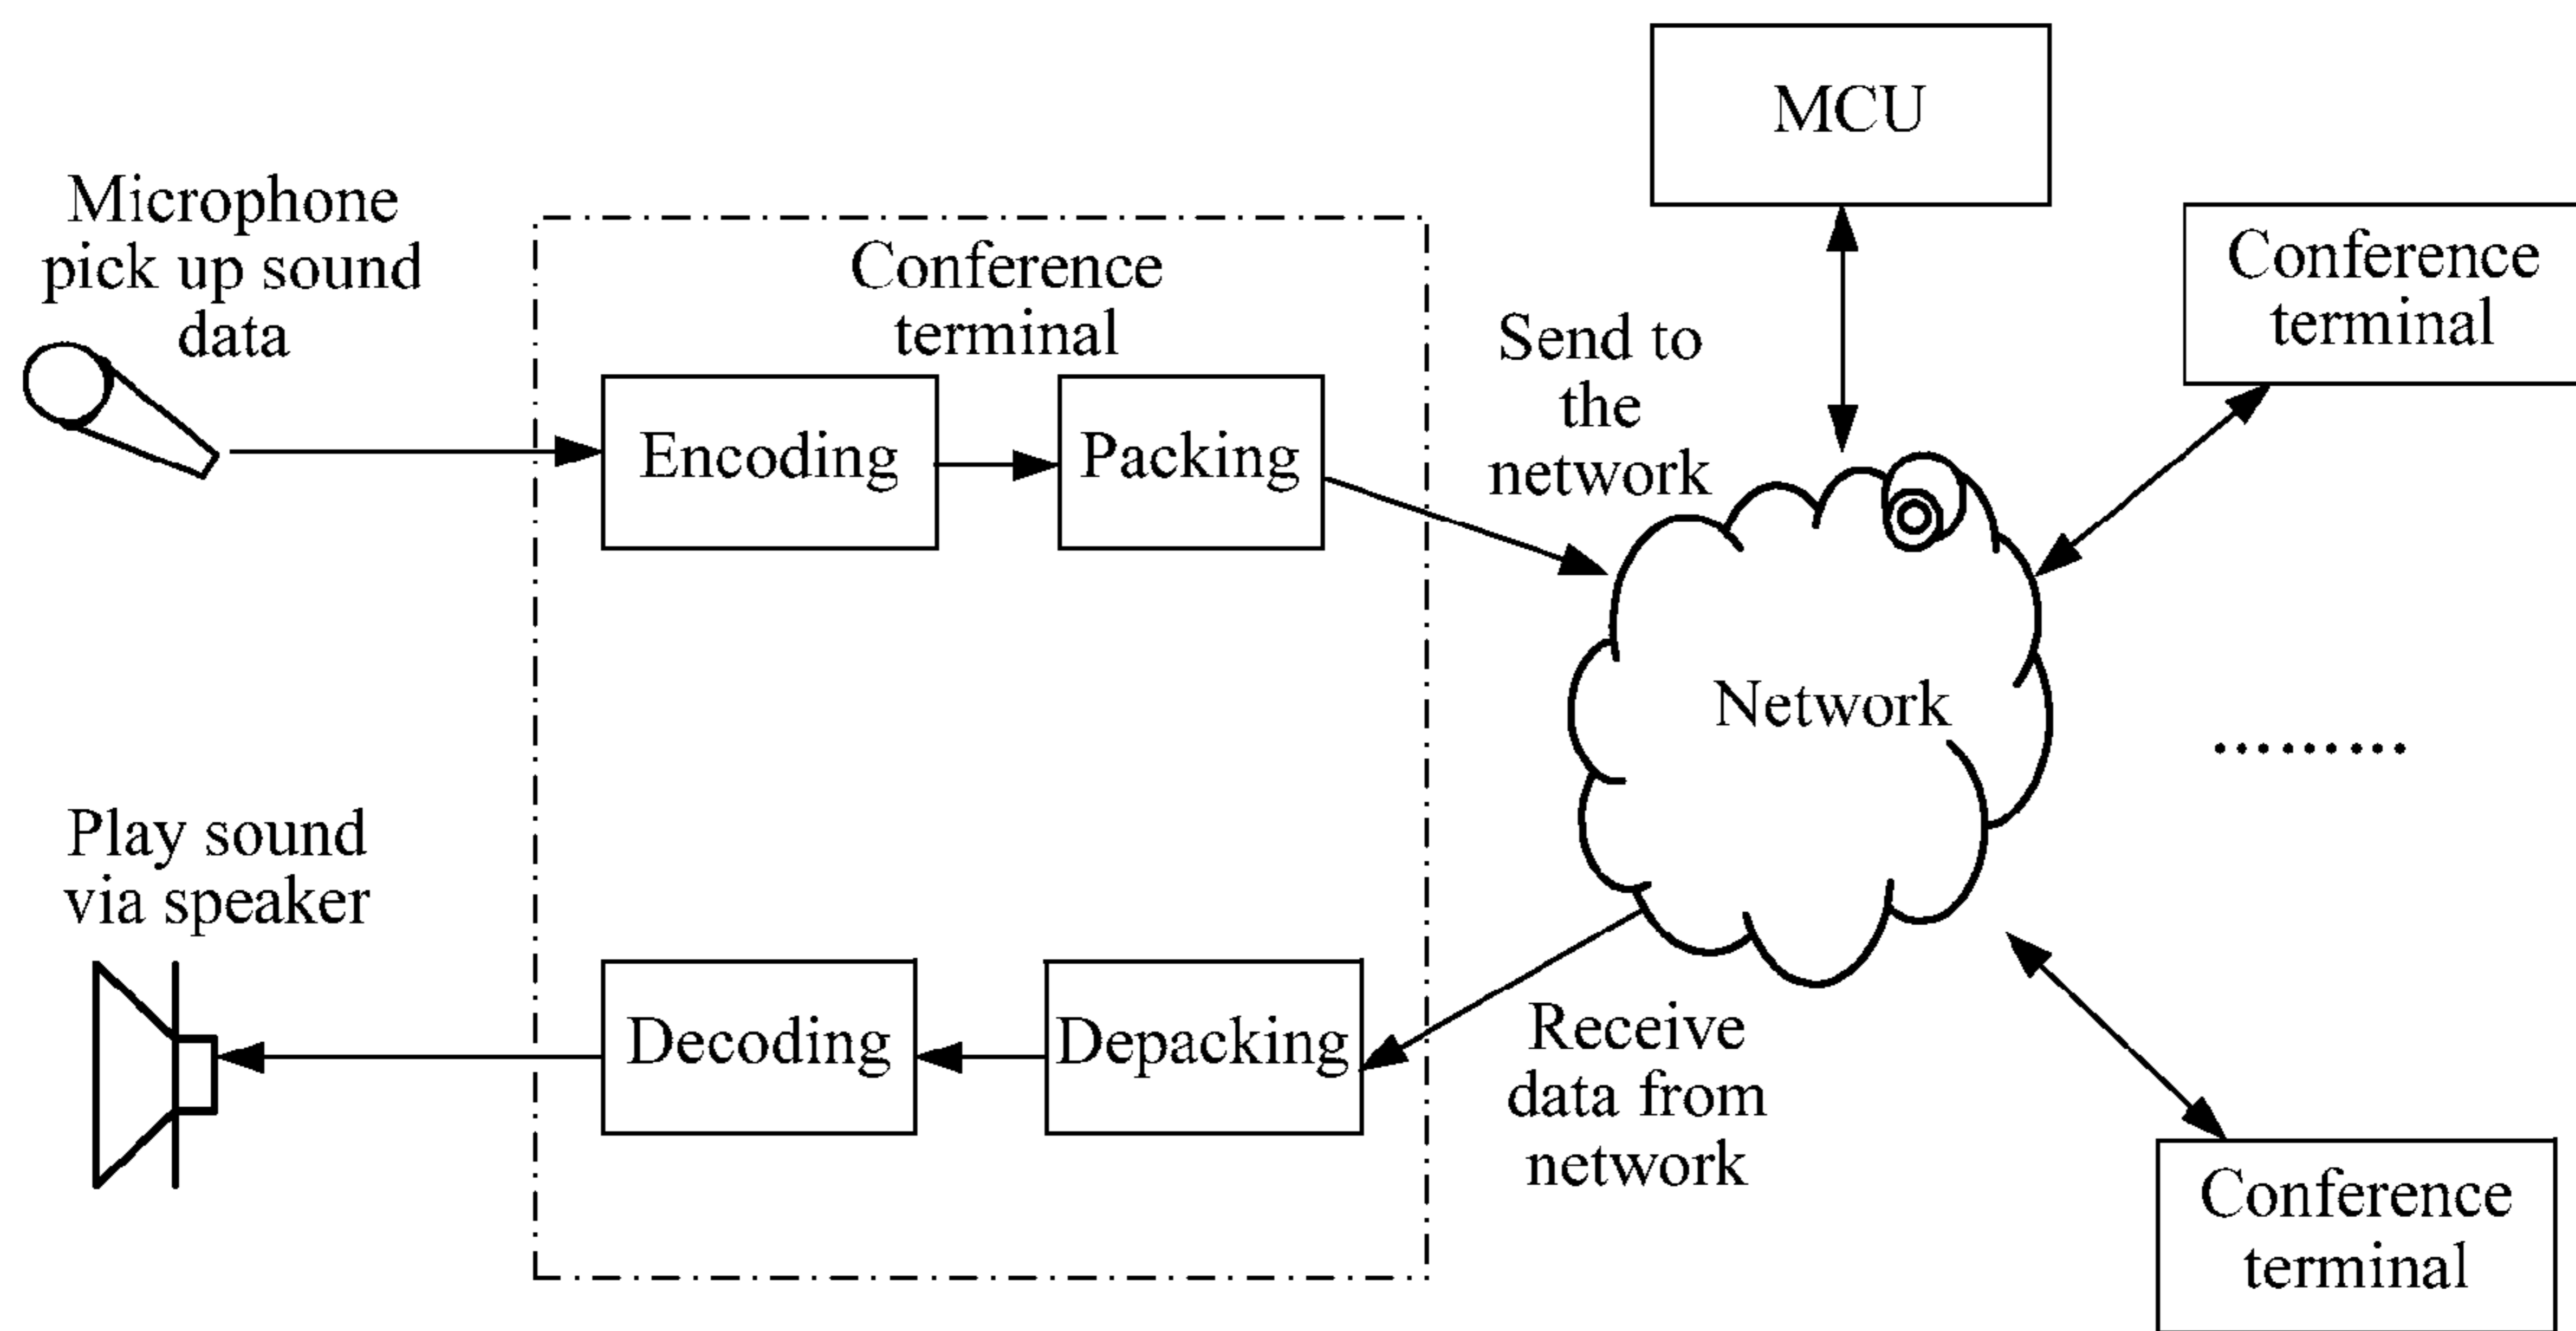 MCU
Microphone
pick up sound
data
Conference
terminal
Conference
terminal
Send to
the
network
Encoding
Packing
Network
Play sound
via speaker
Decoding
Depacking
Receive
data from
network
Conference
terminal